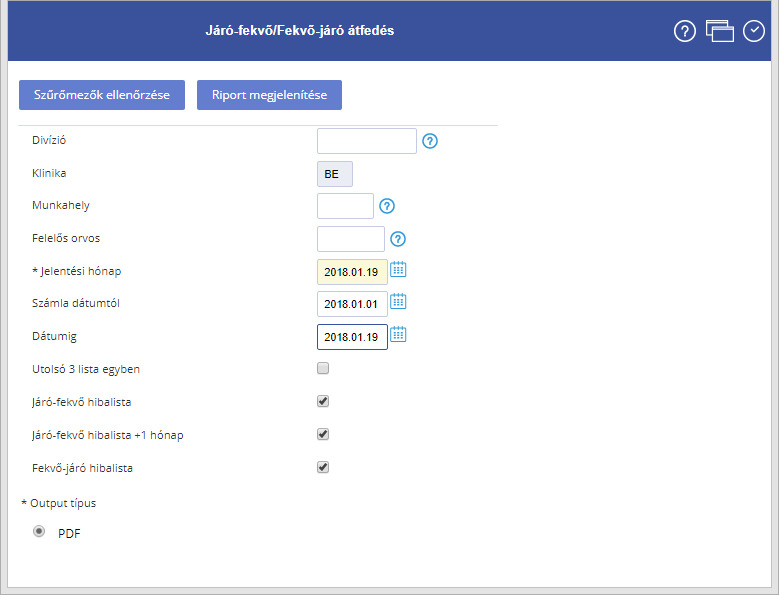 Járó-fekvő/Fekvő-járó átfedés
Szűrőmezők ellenőrzése
Riport megjelenítése
Divízió
Klinika BE
Munkahely
Felelős orvos
* Jelentési hónap 2018.01.19
Számla dátumtól 2018.01.01
Dátumig 2018.01.19
Utolsó 3 lista egyben
Járó-fekvő hibalista
Járó-fekvő hibalista +1 hónap
Fekvő-járó hibalista
* Output típus
PDF